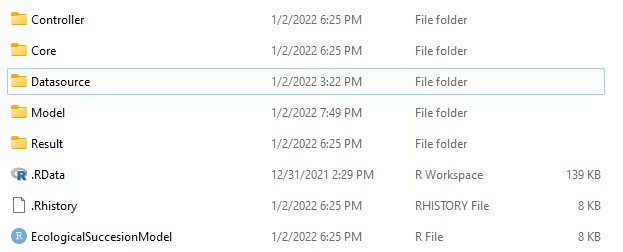 Controller 1/2/2022 6:25 PM File folder
Core 1/2/2022 6:25 PM File folder
Datasource 1/2/2022 3:22 PM File folder
Model 1/2/2022 7:49 PM File folder
Result 1/2/2022 6:25 PM File folder
.RData 12/31/2021 2:29 PM R Workspace 139 KB
.Rhistory 1/2/2022 6:25 PM RHISTORY File 8 KB
EcologicalSuccesionModel 1/2/2022 6:25 PM R File 8 KB